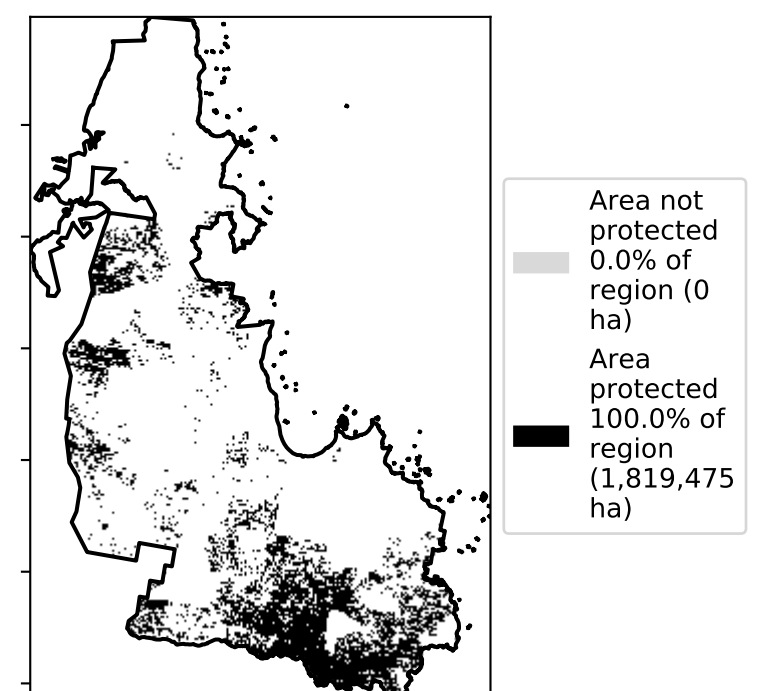 Area not
protected
0.0% of
region (0
ha)
Area
protected
100.0% of
region
(1,819,475
ha)